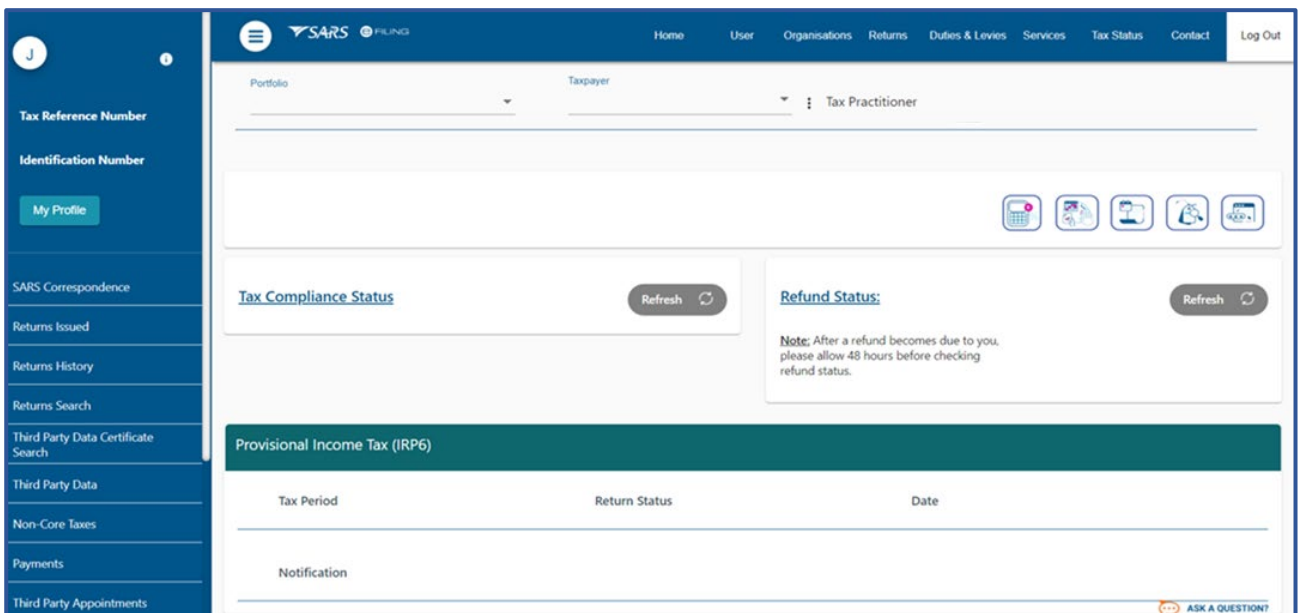 J
i
Tax Reference Number
Identification Number
My Profile
SARS Correspondence
Returns Issued
Returns History
Returns Search
Third Party Data Certificate
Search
Third Party Data
Non-Core Taxes
Payments
Third Party Appointments
SARS eFILING
Home User Organisations Returns Duties & Levies Services Tax Status Contact Log Out
Portfolio
Taxpayer
Tax Practitioner
Tax Compliance Status
Refresh
Refund Status:
Refresh
Note: After a refund becomes due to you,
please allow 48 hours before checking
refund status.
Provisional Income Tax (IRP6)
Tax Period Return Status Date
Notification
ASK A QUESTION?